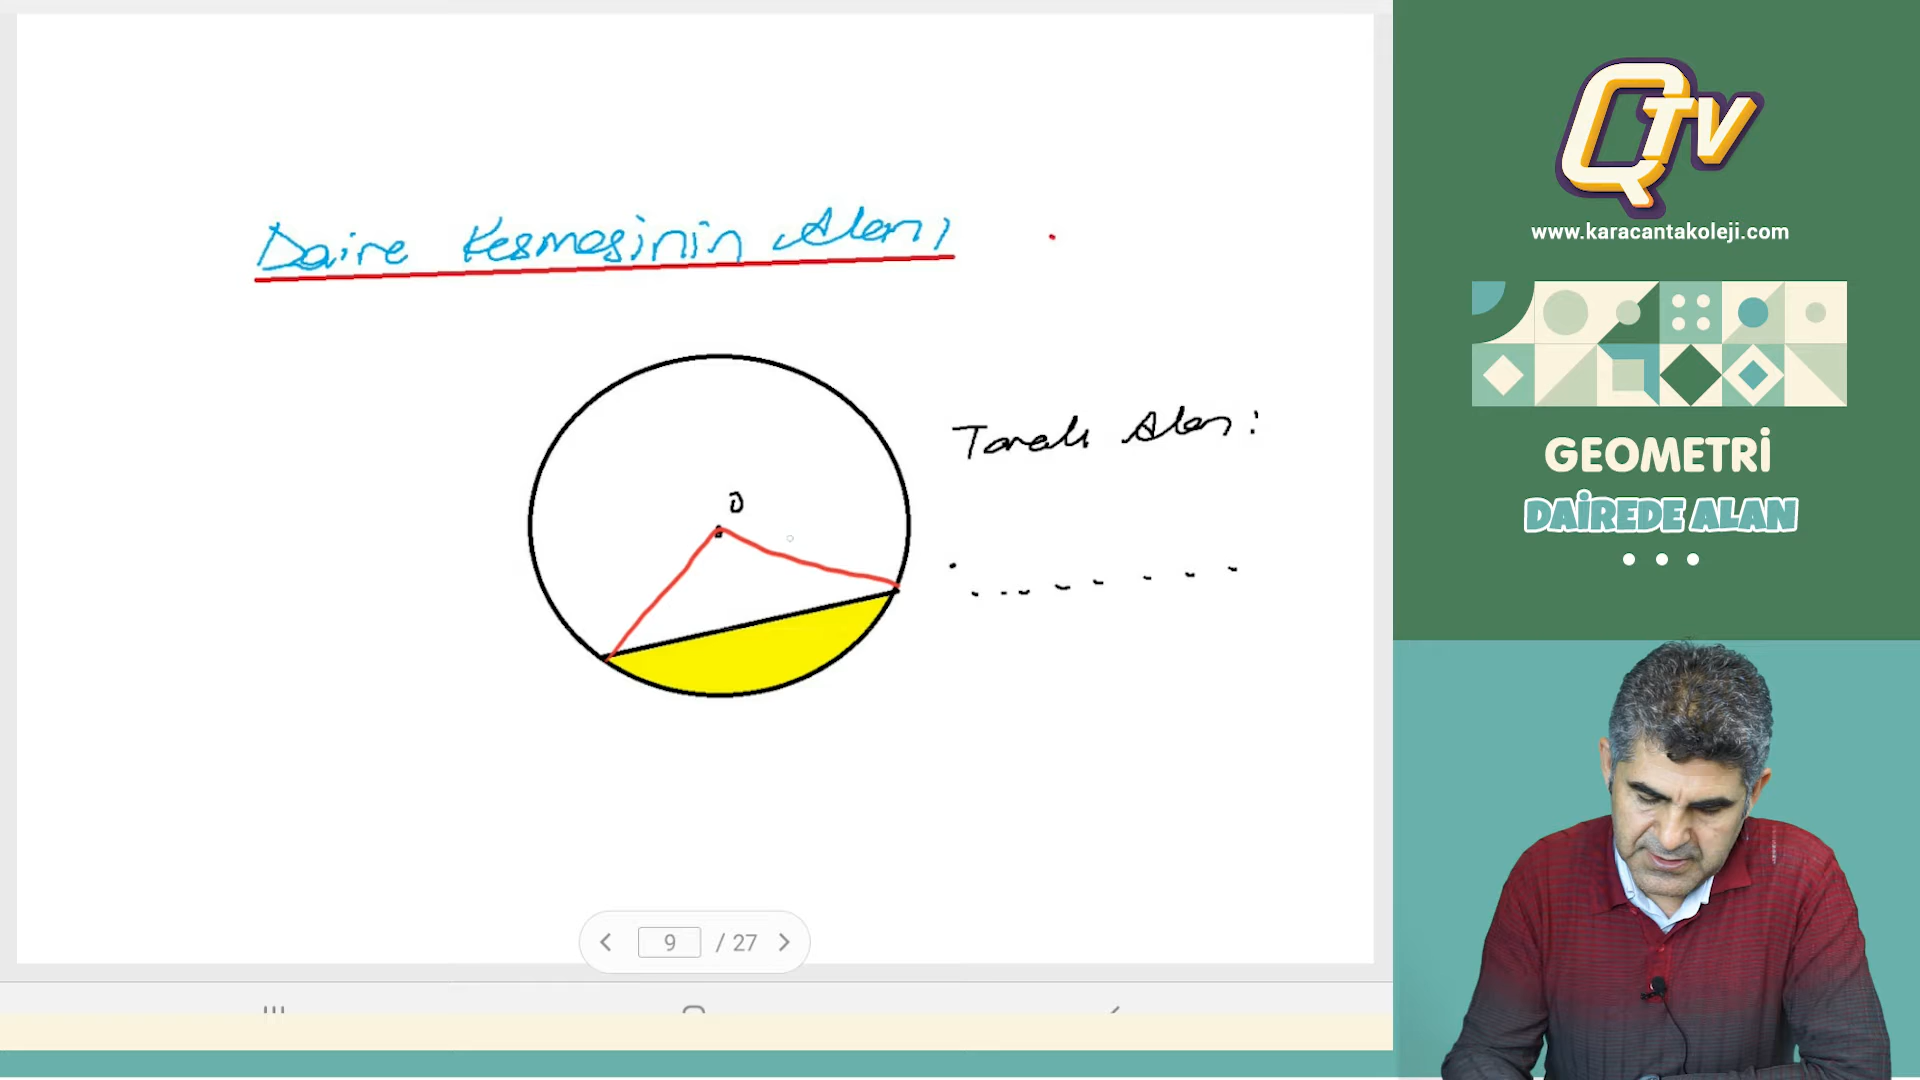 Daire Kesmesinin Alanı
O
Taralı Alan:
9 / 27
QTV
www.karacantakoleji.com
GEOMETRİ
DAİREDE ALAN